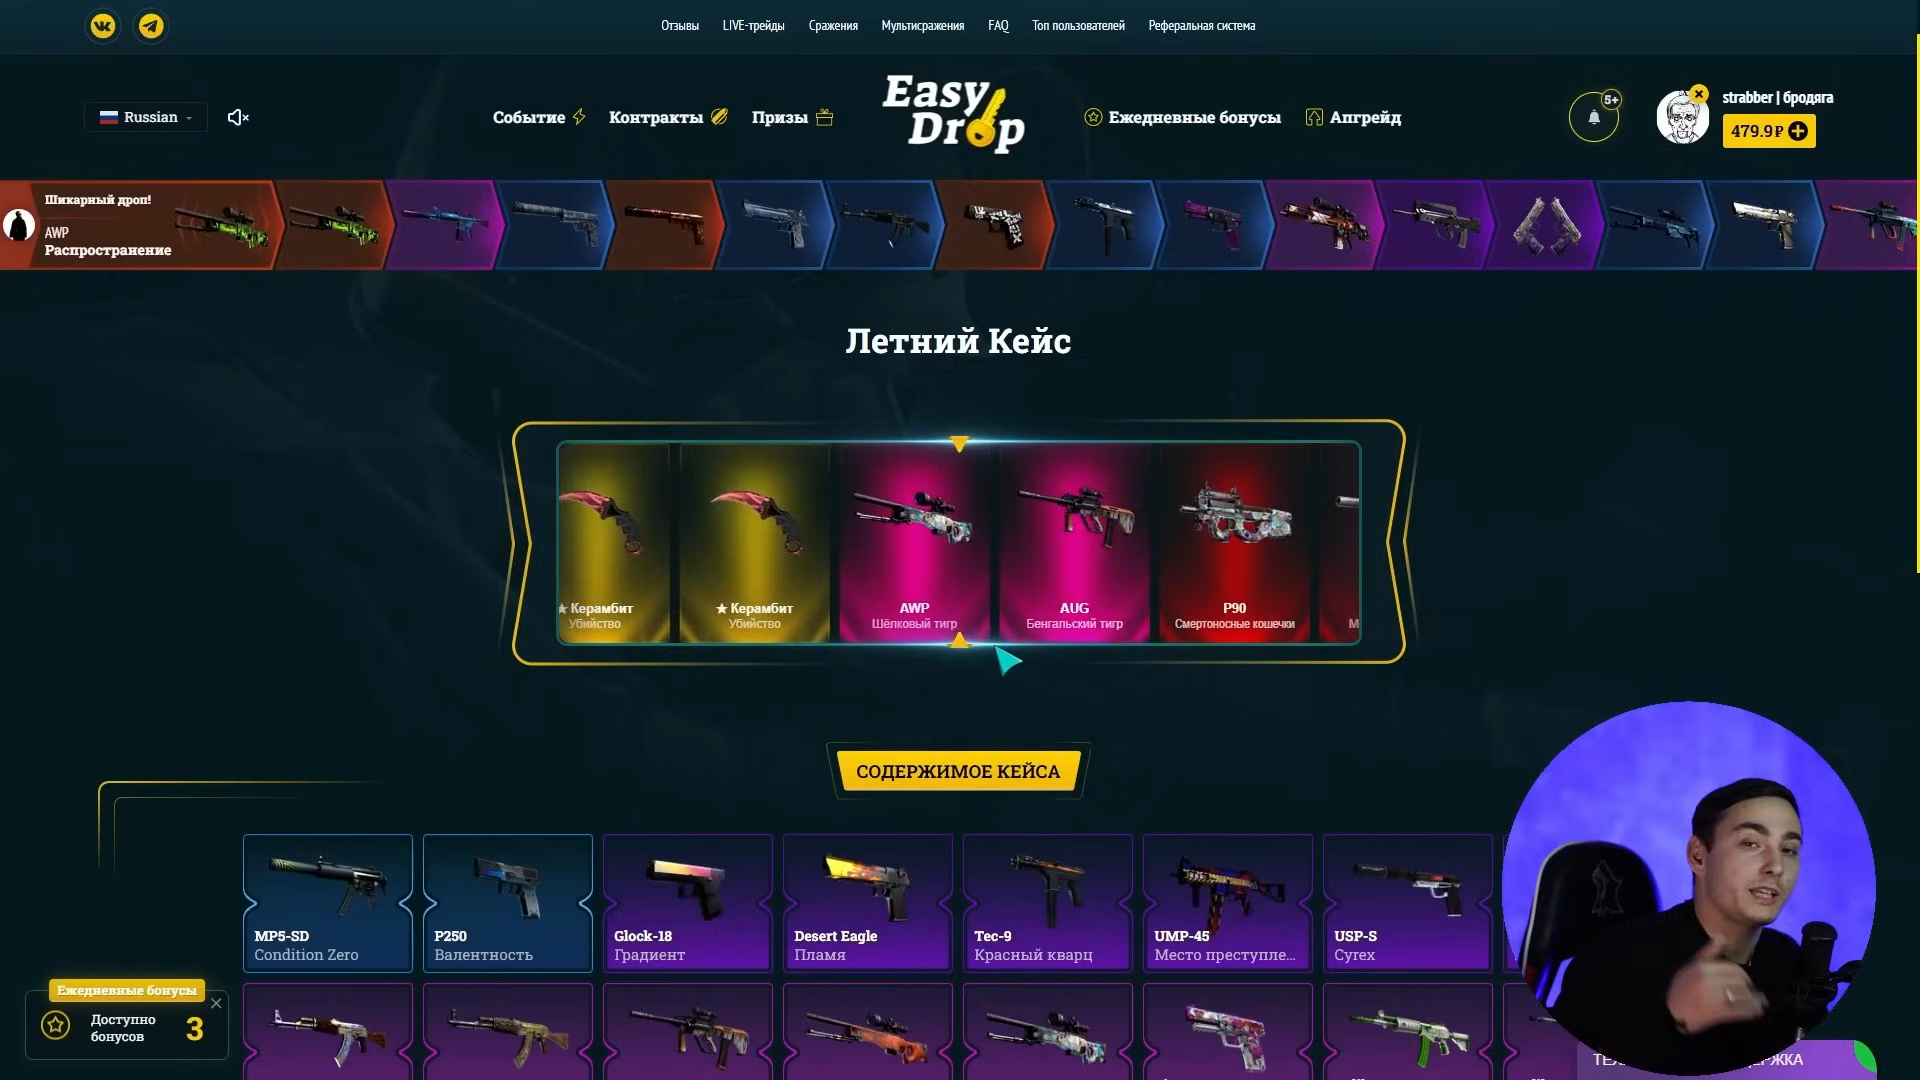 Отзывы
LIVE-трейды
Сражения
Мультисражения
FAQ
Топ пользователей
Реферальная система
Russian
Событие
Контракты
Призы
Easy
Drop
Ежедневные бонусы
Апгрейд
5+
strabber | бродяга
479.9₽
Шикарный дроп!
AWP
Распространение
Летний Кейс
★ Керамбит
Убийство
★ Керамбит
Убийство
AWP
Шёлковый тигр
AUG
Бенгальский тигр
P90
Смертоносные кошечки
М
СОДЕРЖИМОЕ КЕЙСА
MP5-SD
Condition Zero
P250
Валентность
Glock-18
Градиент
Desert Eagle
Пламя
Tec-9
Красный кварц
UMP-45
Место преступле...
USP-S
Cyrex
Ежедневные бонусы
Доступно
бонусов
3